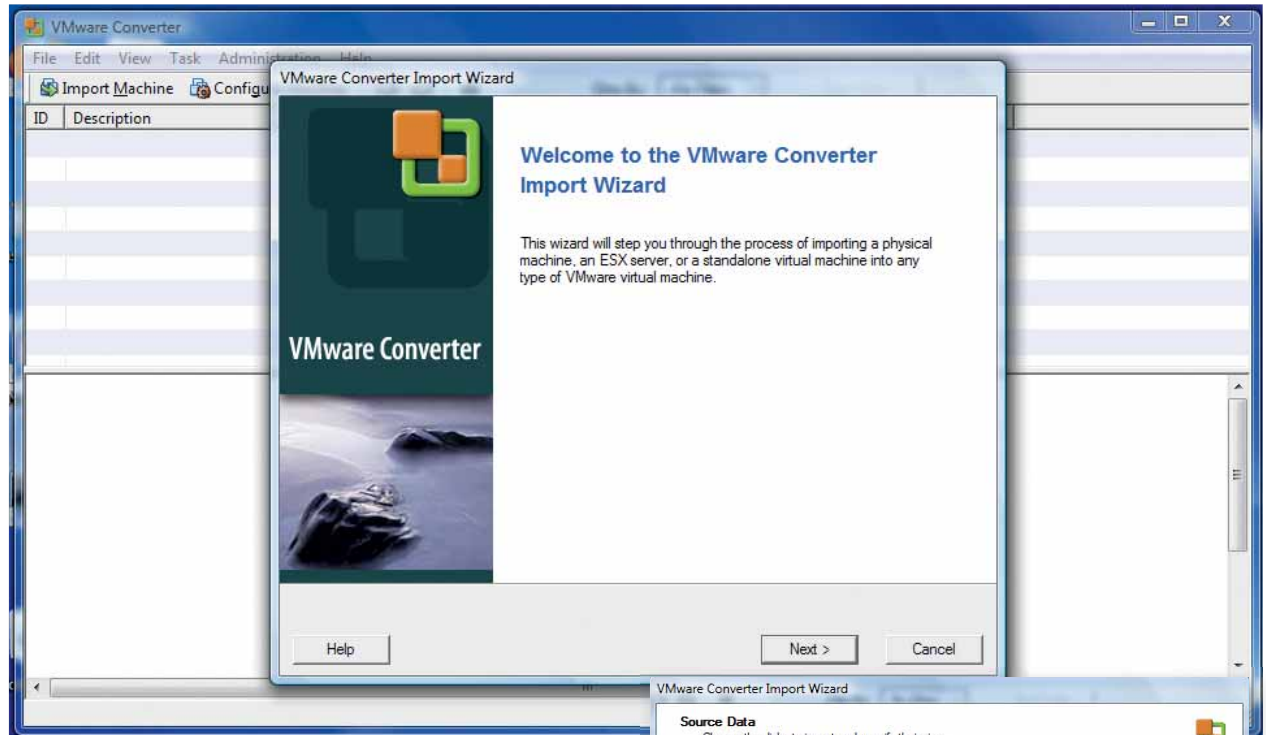 VMware Converter
File Edit View Task Administration Help
Import Machine
ID Description
VMware Converter Import Wizard
Welcome to the VMware Converter
Import Wizard
This wizard will step you through the process of importing a physical
machine, an ESX server, or a standalone virtual machine into any
type of VMware virtual machine.
VMware Converter
Help Next > Cancel
VMware Converter Import Wizard
Source Data